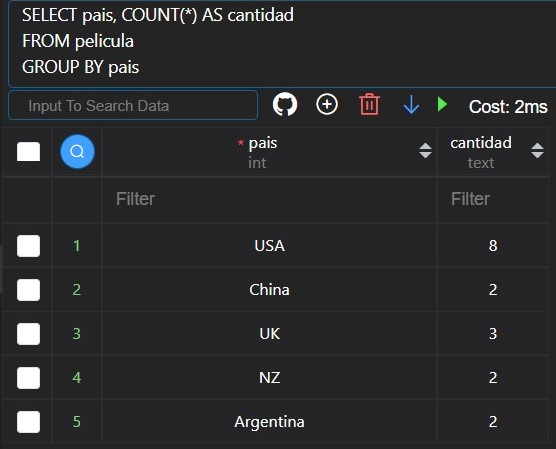 SELECT pais, COUNT(*) AS cantidad
FROM pelicula
GROUP BY pais
Input To Search Data
Cost: 2ms
* pais cantidad
int text
Filter Filter
1 USA 8
2 China 2
3 UK 3
4 NZ 2
5 Argentina 2